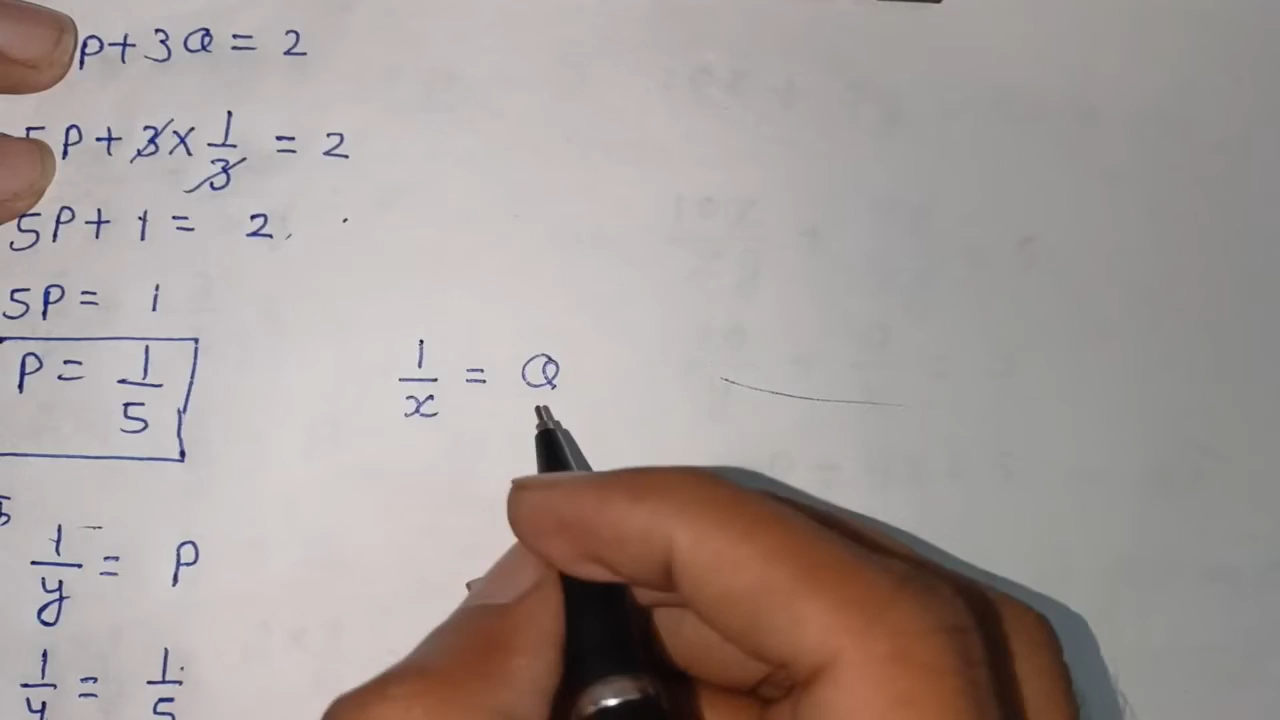 P+3Q = 2
5P+3×1/3 = 2
5P+1 = 2.
5P = 1
P = 1/5
1/x = Q
1/y = P
1/y = 1/5